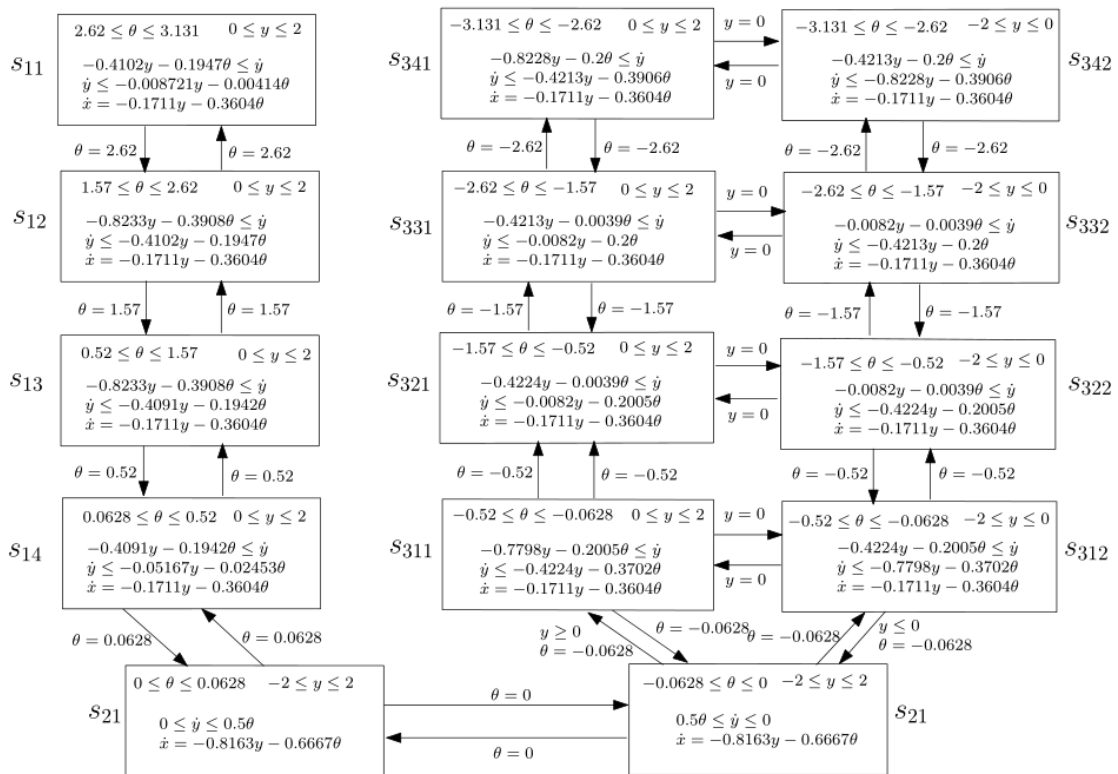 2.62 ≤ θ ≤ 3.131 0 ≤ y ≤ 2
s₁₁
−0.4102y − 0.1947θ ≤ ẏ
ẏ ≤ −0.008721y − 0.00414θ
ẋ = −0.1711y − 0.3604θ
θ = 2.62 θ = 2.62
1.57 ≤ θ ≤ 2.62 0 ≤ y ≤ 2
s₁₂
−0.8233y − 0.3908θ ≤ ẏ
ẏ ≤ −0.4102y − 0.1947θ
ẋ = −0.1711y − 0.3604θ
θ = 1.57 θ = 1.57
0.52 ≤ θ ≤ 1.57 0 ≤ y ≤ 2
s₁₃
−0.8233y − 0.3908θ ≤ ẏ
ẏ ≤ −0.4091y − 0.1942θ
ẋ = −0.1711y − 0.3604θ
θ = 0.52 θ = 0.52
0.0628 ≤ θ ≤ 0.52 0 ≤ y ≤ 2
s₁₄
−0.4091y − 0.1942θ ≤ ẏ
ẏ ≤ −0.05167y − 0.02453θ
ẋ = −0.1711y − 0.3604θ
θ = 0.0628 θ = 0.0628
0 ≤ θ ≤ 0.0628 −2 ≤ y ≤ 2
s₂₁
0 ≤ ẏ ≤ 0.5θ
ẋ = −0.8163y − 0.6667θ
θ = 0
θ = 0
−3.131 ≤ θ ≤ −2.62 0 ≤ y ≤ 2
s₃₄₁
−0.8228y − 0.2θ ≤ ẏ
ẏ ≤ −0.4213y − 0.3906θ
ẋ = −0.1711y − 0.3604θ
y = 0
y = 0
−3.131 ≤ θ ≤ −2.62 −2 ≤ y ≤ 0
s₃₄₂
−0.4213y − 0.2θ ≤ ẏ
ẏ ≤ −0.8228y − 0.3906θ
ẋ = −0.1711y − 0.3604θ
θ = −2.62 θ = −2.62 θ = −2.62 θ = −2.62
−2.62 ≤ θ ≤ −1.57 0 ≤ y ≤ 2
s₃₃₁
−0.4213y − 0.0039θ ≤ ẏ
ẏ ≤ −0.0082y − 0.2θ
ẋ = −0.1711y − 0.3604θ
y = 0
y = 0
−2.62 ≤ θ ≤ −1.57 −2 ≤ y ≤ 0
s₃₃₂
−0.0082y − 0.0039θ ≤ ẏ
ẏ ≤ −0.4213y − 0.2θ
ẋ = −0.1711y − 0.3604θ
θ = −1.57 θ = −1.57 θ = −1.57 θ = −1.57
−1.57 ≤ θ ≤ −0.52 0 ≤ y ≤ 2
s₃₂₁
−0.4224y − 0.0039θ ≤ ẏ
ẏ ≤ −0.0082y − 0.2005θ
ẋ = −0.1711y − 0.3604θ
y = 0
y = 0
−1.57 ≤ θ ≤ −0.52 −2 ≤ y ≤ 0
s₃₂₂
−0.0082y − 0.0039θ ≤ ẏ
ẏ ≤ −0.4224y − 0.2005θ
ẋ = −0.1711y − 0.3604θ
θ = −0.52 θ = −0.52 θ = −0.52 θ = −0.52
−0.52 ≤ θ ≤ −0.0628 0 ≤ y ≤ 2
s₃₁₁
−0.7798y − 0.2005θ ≤ ẏ
ẏ ≤ −0.4224y − 0.3702θ
ẋ = −0.1711y − 0.3604θ
y = 0
y = 0
−0.52 ≤ θ ≤ −0.0628 −2 ≤ y ≤ 0
s₃₁₂
−0.4224y − 0.2005θ ≤ ẏ
ẏ ≤ −0.7798y − 0.3702θ
ẋ = −0.1711y − 0.3604θ
y ≥ 0
θ = −0.0628
θ = −0.0628
θ = −0.0628
y ≤ 0
θ = −0.0628
−0.0628 ≤ θ ≤ 0 −2 ≤ y ≤ 2
s₂₁
0.5θ ≤ ẏ ≤ 0
ẋ = −0.8163y − 0.6667θ